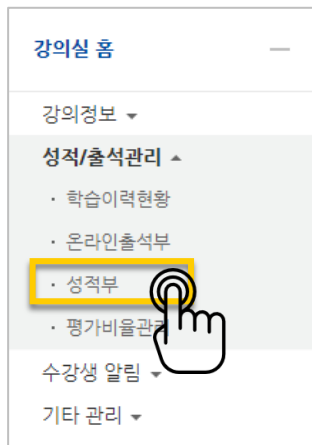 강의실 홈
강의정보
성적/출석관리
· 학습이력현황
· 온라인출석부
· 성적부
· 평가비율관
수강생 알림
기타 관리